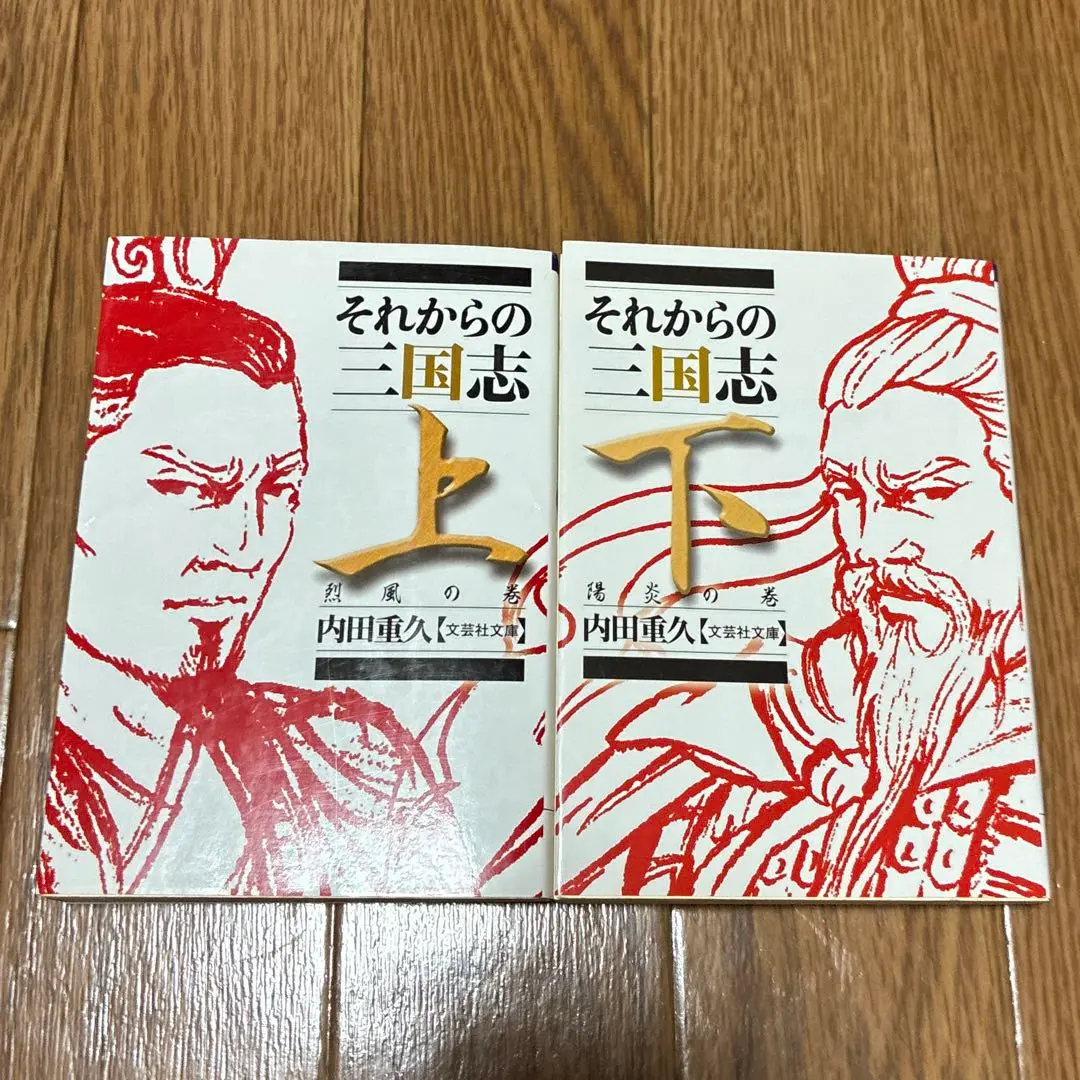 それからの
三国志
上
烈風の巻
内田重久【文芸社文庫】
それからの
三国志
下
陽炎の巻
内田重久【文芸社文庫】